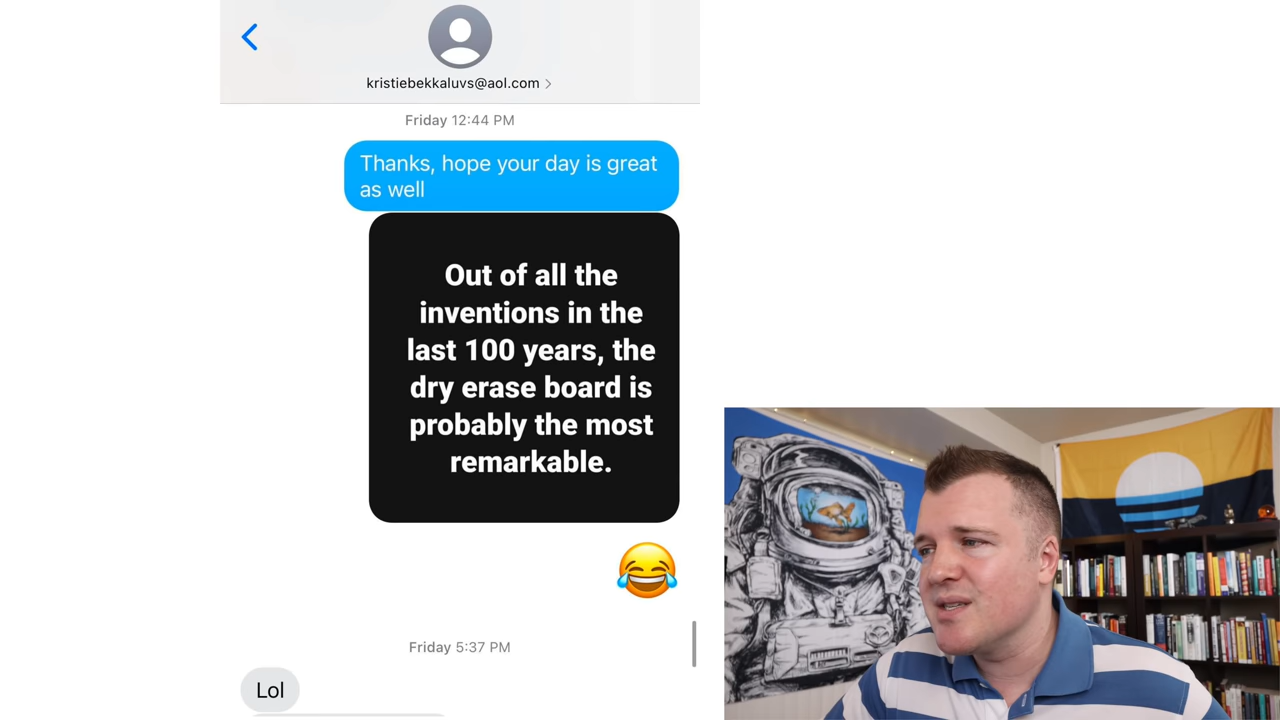 kristiebekkaluvs@aol.com
Friday 12:44 PM
Thanks, hope your day is great
as well
Out of all the
inventions in the
last 100 years, the
dry erase board is
probably the most
remarkable.
Friday 5:37 PM
Lol